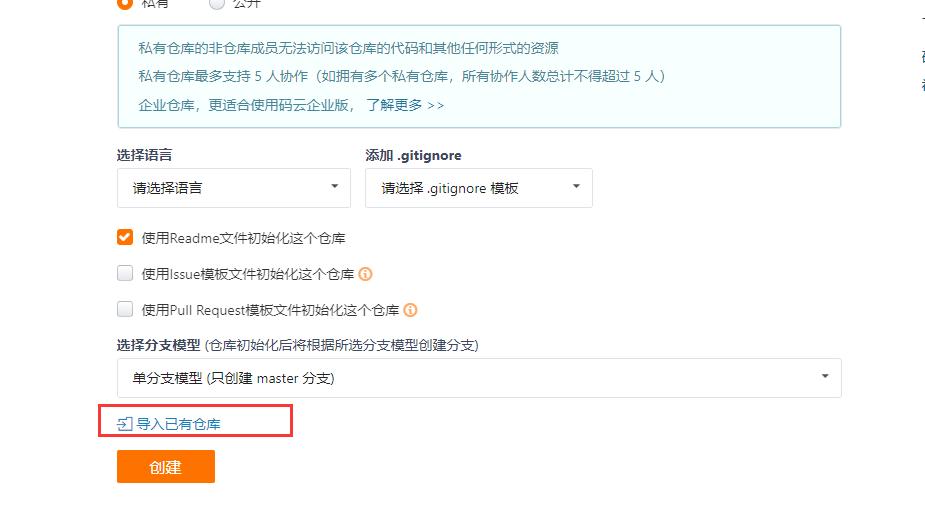 私有 公开
私有仓库的非仓库成员无法访问该仓库的代码和其他任何形式的资源
私有仓库最多支持 5 人协作（如拥有多个私有仓库，所有协作人数总计不得超过 5 人）
企业仓库，更适合使用码云企业版， 了解更多 >>
选择语言 添加 .gitignore
请选择语言 请选择 .gitignore 模板
使用Readme文件初始化这个仓库
使用Issue模板文件初始化这个仓库
使用Pull Request模板文件初始化这个仓库
选择分支模型 (仓库初始化后将根据所选分支模型创建分支)
单分支模型 (只创建 master 分支)
导入已有仓库
创建